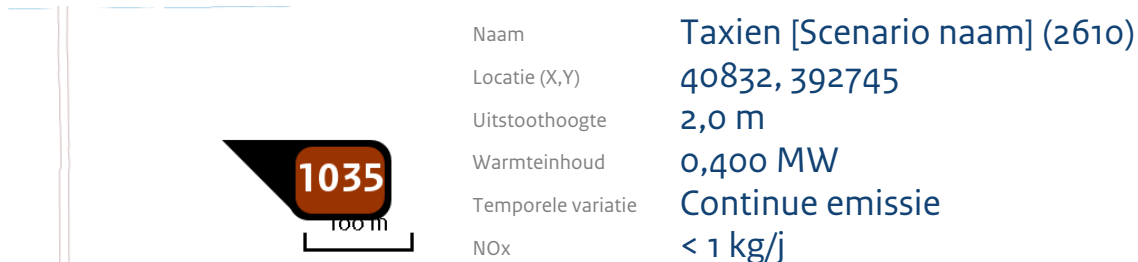 Naam Taxien [Scenario naam] (2610)
Locatie (X,Y) 40832, 392745
Uitstoothoogte 2,0 m
Warmteinhoud 0,400 MW
1035
Temporele variatie Continue emissie
100 m
NOx < 1 kg/j